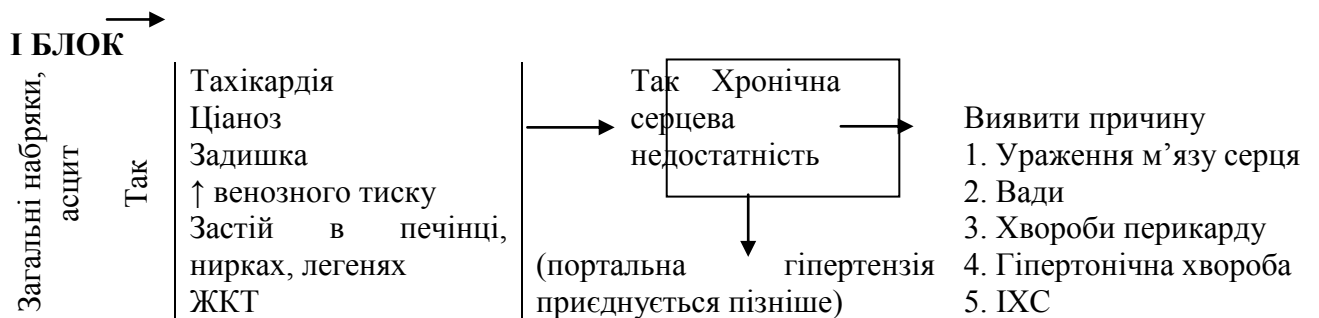 І БЛОК
Загальні набряки,
асцит
Так
Тахікардія
Ціаноз
Задишка
↑ венозного тиску
Застій в печінці,
нирках, легенях
ЖКТ
Так Хронічна
серцева
недостатність
(портальна гіпертензія
приєднується пізніше)
Виявити причину
1. Ураження м’язу серця
2. Вади
3. Хвороби перикарду
4. Гіпертонічна хвороба
5. ІХС